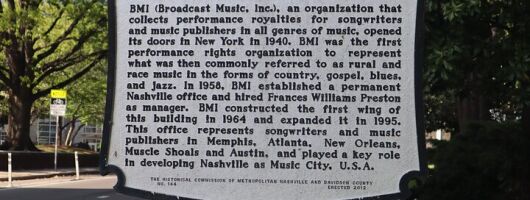 BMI (Broadcast Music, Inc.), an organization that
collects performance royalties for songwriters
and music publishers in all genres of music, opened
its doors in New York in 1940. BMI was the first
performance rights organization to represent
what was then commonly referred to as rural and
race music in the forms of country, gospel, blues,
and jazz. In 1958, BMI established a permanent
Nashville office and hired Frances Williams Preston
as manager. BMI constructed the first wing of
this building in 1964 and expanded it in 1995.
This office represents songwriters and music
publishers in Memphis, Atlanta, New Orleans,
Muscle Shoals and Austin, and played a key role
in developing Nashville as Music City, U.S.A.
THE HISTORICAL COMMISSION OF METROPOLITAN NASHVILLE AND DAVIDSON COUNTY
NO. 144 ERECTED 2012